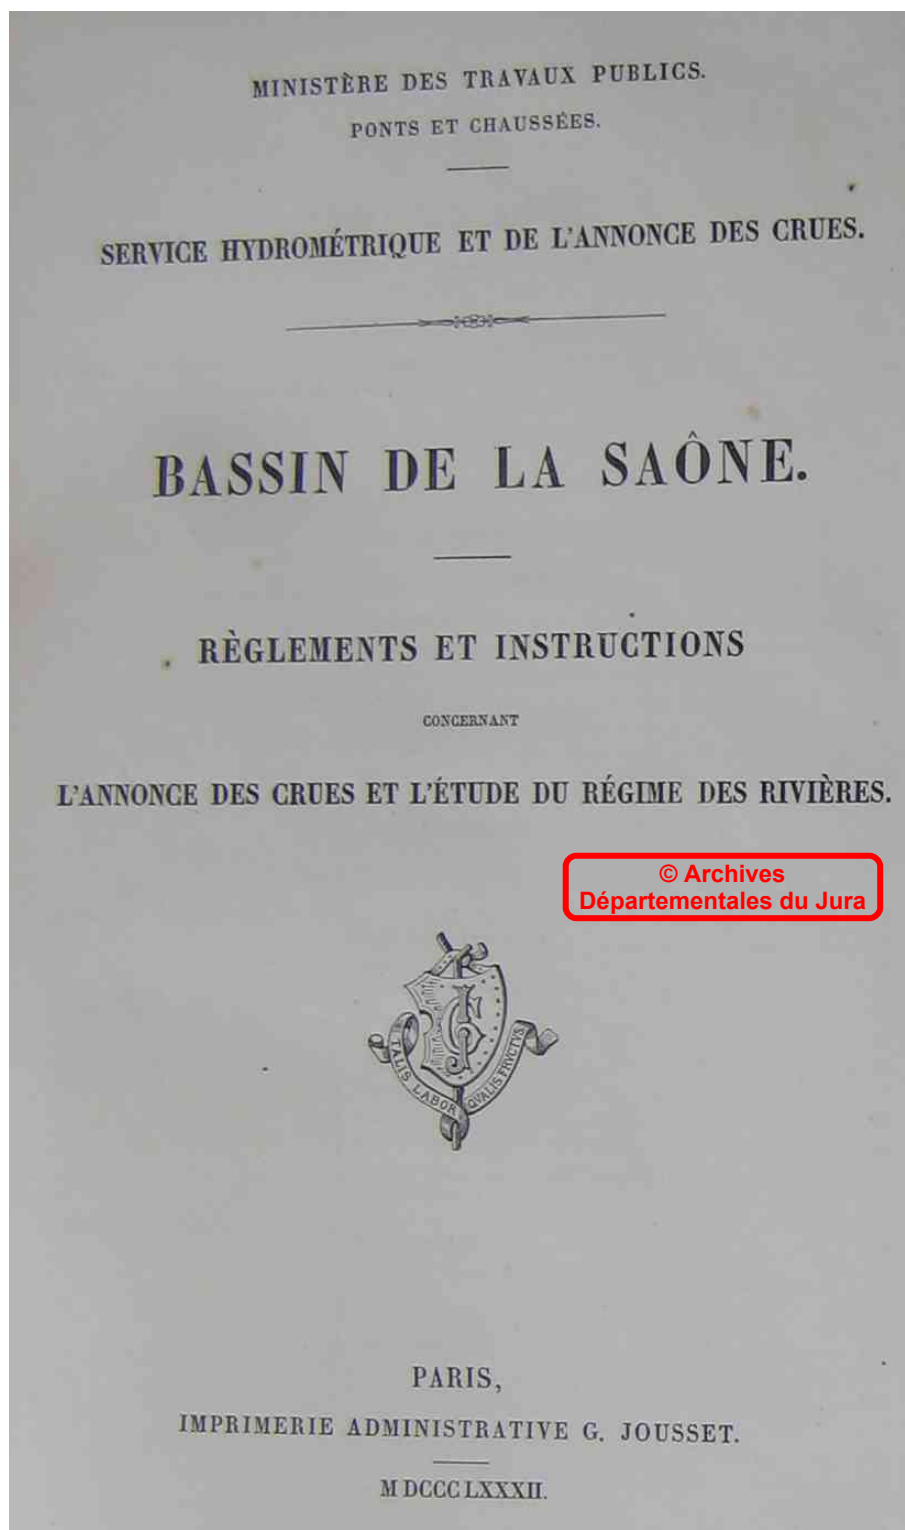 MINISTÈRE DES TRAVAUX PUBLICS.
PONTS ET CHAUSSÉES.
SERVICE HYDROMÉTRIQUE ET DE L'ANNONCE DES CRUES.
BASSIN DE LA SAÔNE.
RÈGLEMENTS ET INSTRUCTIONS
CONCERNANT
L'ANNONCE DES CRUES ET L'ÉTUDE DU RÉGIME DES RIVIÈRES.
© Archives
Départementales du Jura
TALIS LABOR QVALIS FRVCTVS
PARIS,
IMPRIMERIE ADMINISTRATIVE G. JOUSSET.
M DCCC LXXXII.